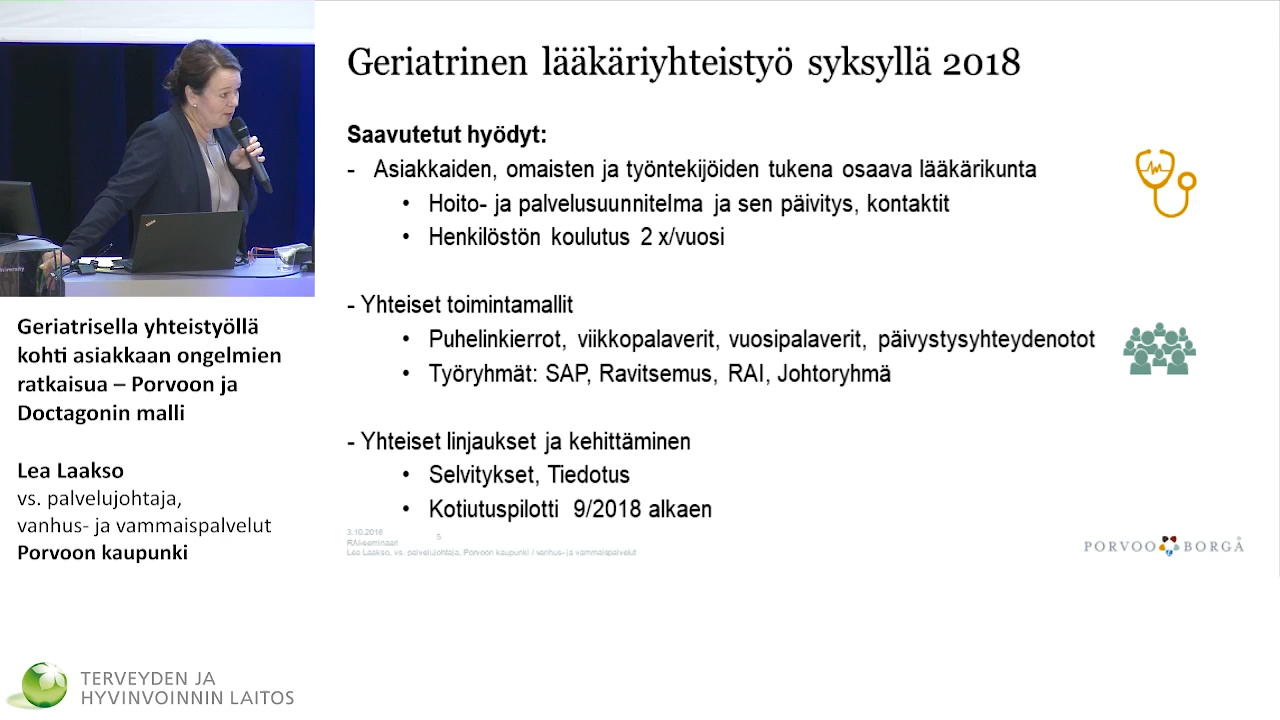 Geriatrinen lääkäriyhteistyö syksyllä 2018
Saavutetut hyödyt:
- Asiakkaiden, omaisten ja työntekijöiden tukena osaava lääkärikunta
• Hoito- ja palvelusuunnitelma ja sen päivitys, kontaktit
• Henkilöstön koulutus 2 x/vuosi
- Yhteiset toimintamallit
• Puhelinkierrot, viikkopalaverit, vuosipalaverit, päivystysyhteydenotot
• Työryhmät: SAP, Ravitsemus, RAI, Johtoryhmä
- Yhteiset linjaukset ja kehittäminen
• Selvitykset, Tiedotus
• Kotiutuspilotti 9/2018 alkaen
3.10.2018
5
RAI-seminaari
Lea Laakso, vs. palvelujohtaja, Porvoon kaupunki / vanhus- ja vammaispalvelut
PORVOO BORGÅ
Geriatrisella yhteistyöllä
kohti asiakkaan ongelmien
ratkaisua – Porvoon ja
Doctagonin malli
Lea Laakso
vs. palvelujohtaja,
vanhus- ja vammaispalvelut
Porvoon kaupunki
TERVEYDEN JA
HYVINVOINNIN LAITOS